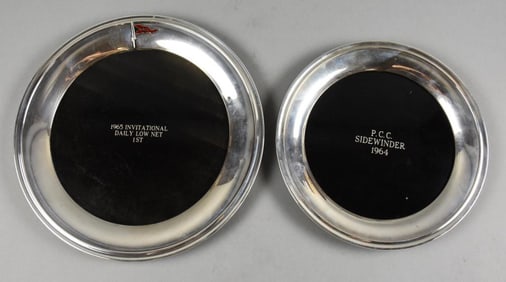 1965 INVITATIONAL
DAILY LOW NET
1ST
P.C.C.
SIDEWINDER
1964